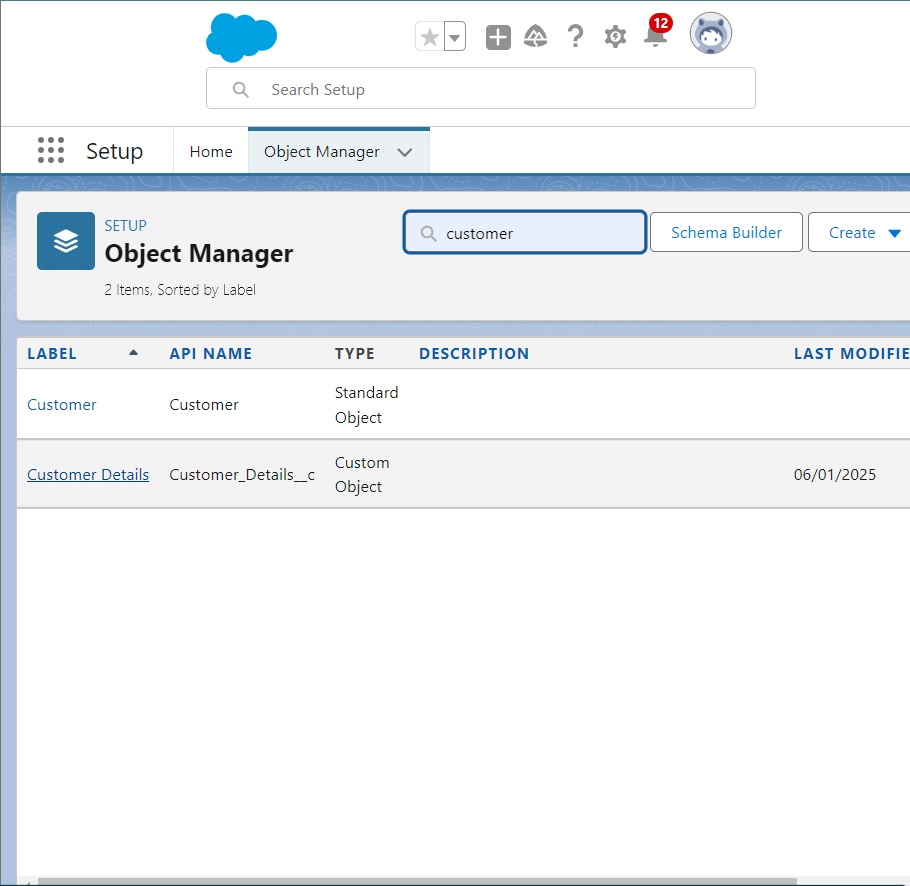 12
Search Setup
Setup
Home
Object Manager
SETUP
Object Manager
2 Items, Sorted by Label
customer
Schema Builder
Create
LABEL API NAME TYPE DESCRIPTION LAST MODIFIE
Customer Customer Standard Object
Customer Details Customer_Details__c Custom Object 06/01/2025